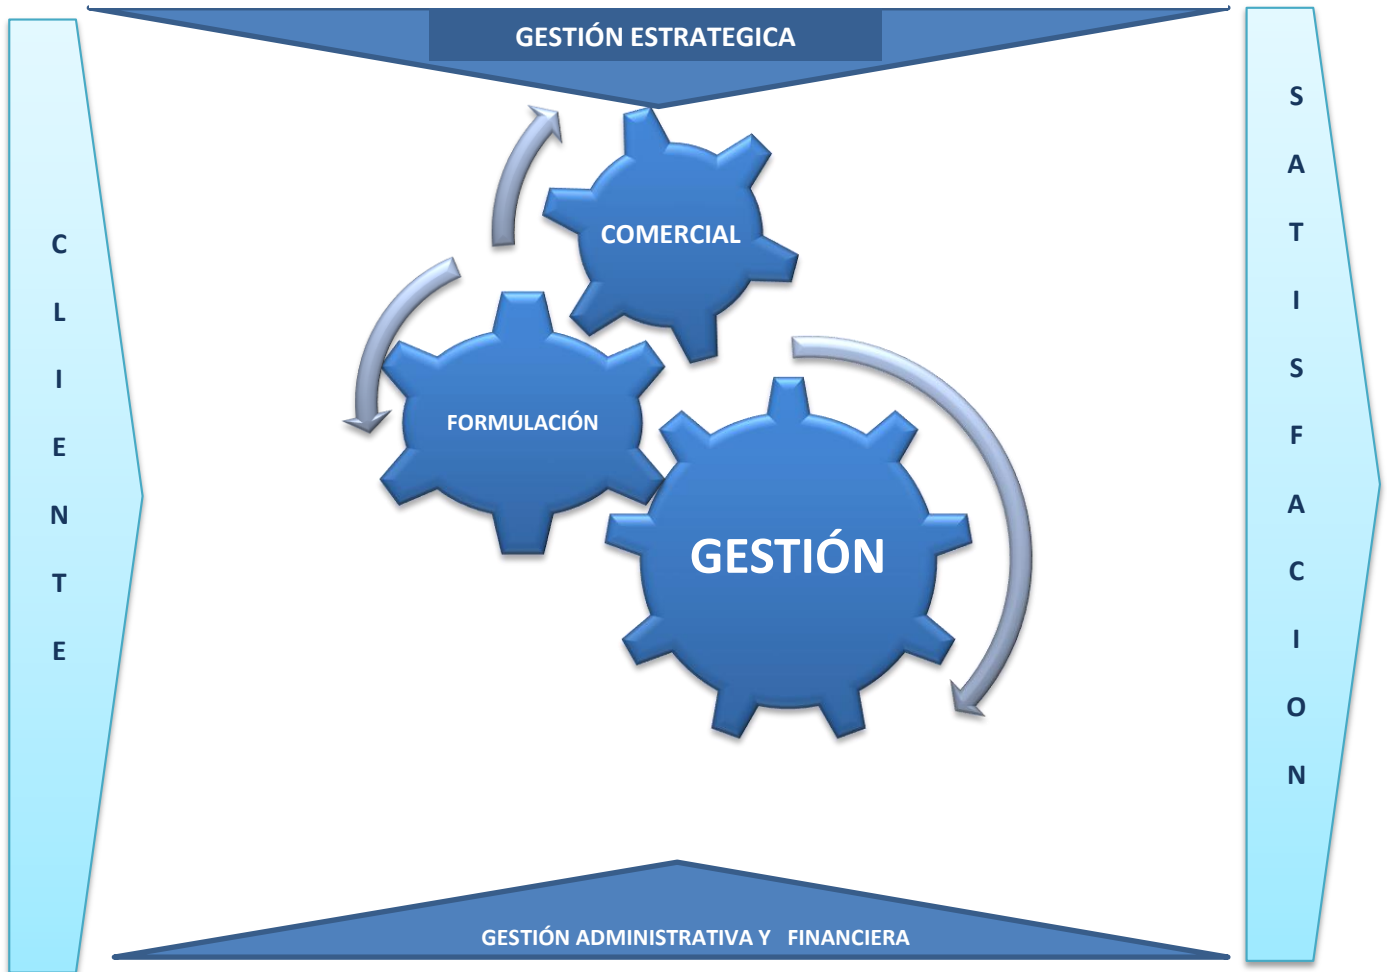 GESTIÓN ESTRATEGICA
C
L
I
E
N
T
E
COMERCIAL
FORMULACIÓN
GESTIÓN
S
A
T
I
S
F
A
C
I
O
N
GESTIÓN ADMINISTRATIVA Y FINANCIERA